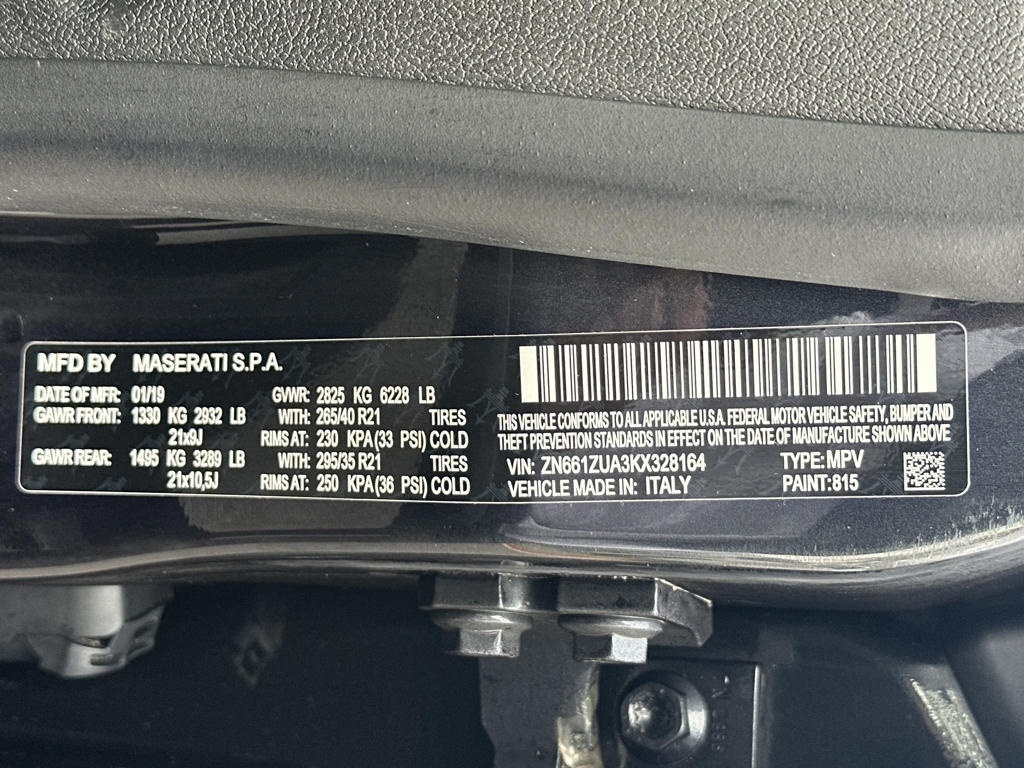 MFD BY MASERATI S.P.A.
DATE OF MFR: 01/19 GVWR: 2825 KG 6228 LB
GAWR FRONT: 1330 KG 2932 LB WITH: 265/40 R21 TIRES
21x9J RIMS AT: 230 KPA (33 PSI) COLD
GAWR REAR: 1495 KG 3289 LB WITH: 295/35 R21 TIRES
21x10,5J RIMS AT: 250 KPA (36 PSI) COLD
THIS VEHICLE CONFORMS TO ALL APPLICABLE U.S.A. FEDERAL MOTOR VEHICLE SAFETY, BUMPER AND
THEFT PREVENTION STANDARDS IN EFFECT ON THE DATE OF MANUFACTURE SHOWN ABOVE
VIN: ZN661ZUA3KX328164 TYPE: MPV
VEHICLE MADE IN: ITALY PAINT: 815